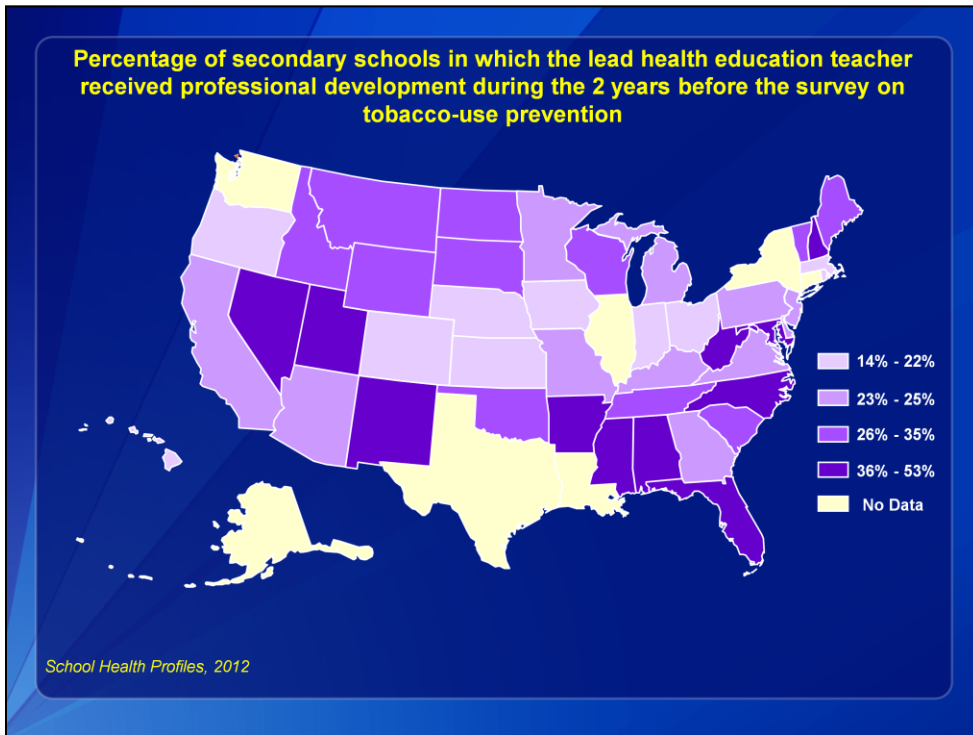 Percentage of secondary schools in which the lead health education teacher
received professional development during the 2 years before the survey on
tobacco-use prevention
14% - 22%
23% - 25%
26% - 35%
36% - 53%
No Data
School Health Profiles, 2012